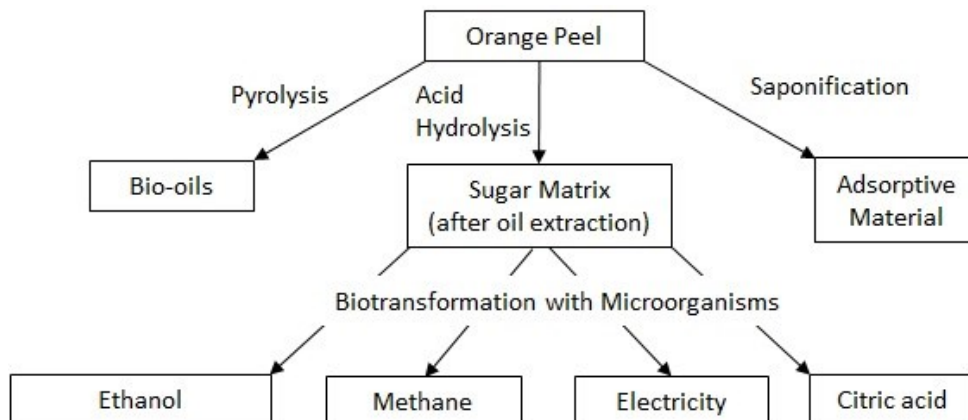 Orange Peel
Pyrolysis
Acid
Hydrolysis
Saponification
Bio-oils
Sugar Matrix
(after oil extraction)
Adsorptive
Material
Biotransformation with Microorganisms
Ethanol
Methane
Electricity
Citric acid